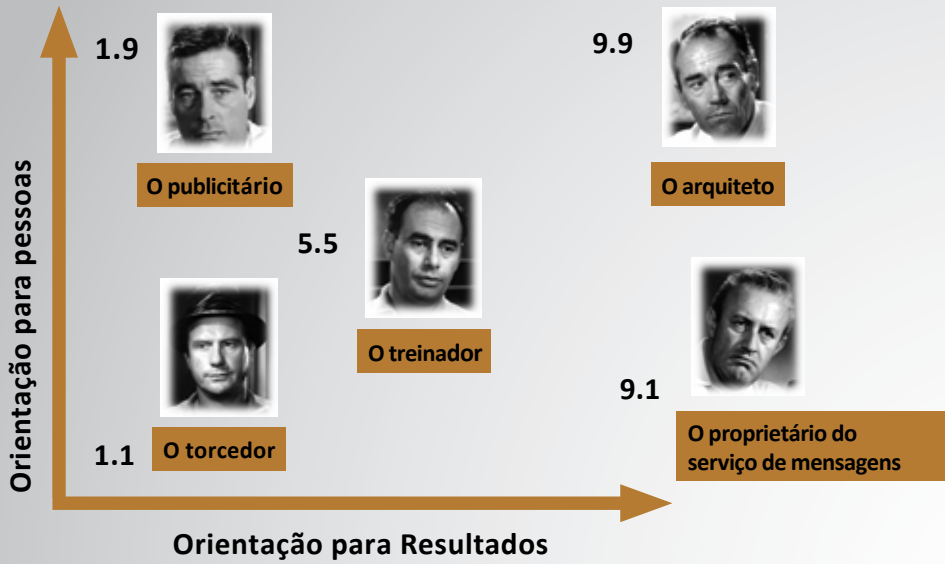 1.9
9.9
O publicitário
O arquiteto
5.5
O treinador
9.1
O torcedor
1.1
O proprietário do
serviço de mensagens
Orientação para pessoas
Orientação para Resultados